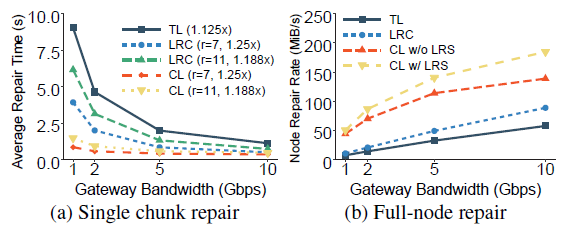 Average Repair Time (s)
10.0
7.5
5.0
2.5
0.0
TL (1.125x)
LRC (r=7, 1.25x)
LRC (r=11, 1.188x)
CL (r=7, 1.25x)
CL (r=11, 1.188x)
1 2 5 10
Gateway Bandwidth (Gbps)
(a) Single chunk repair
Node Repair Rate (MiB/s)
250
200
150
100
50
0
TL
LRC
CL w/o LRS
CL w/ LRS
1 2 5 10
Gateway Bandwidth (Gbps)
(b) Full-node repair